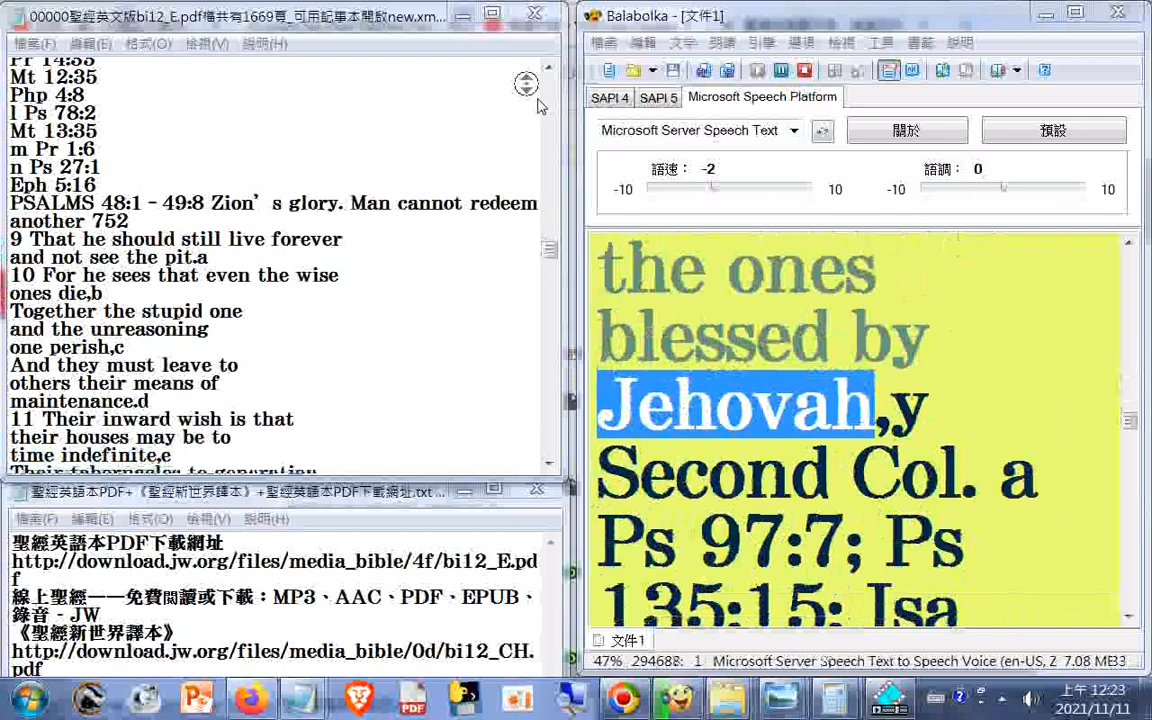 00000聖經英文版bi12_E.pdf檔共有1669頁_可用記事本開啟new.xm...
檔案(F) 編輯(E) 格式(O) 檢視(V) 說明(H)
Pr 14:33
Mt 12:35
Php 4:8
l Ps 78:2
Mt 13:35
m Pr 1:6
n Ps 27:1
Eph 5:16
PSALMS 48:1–49:8 Zion’s glory. Man cannot redeem
another 752
9 That he should still live forever
and not see the pit.a
10 For he sees that even the wise
ones die,b
Together the stupid one
and the unreasoning
one perish,c
And they must leave to
others their means of
maintenance.d
11 Their inward wish is that
their houses may be to
time indefinite,e
Their tabernacles to generation
聖經英語本PDF+《聖經新世界譯本》+聖經英語本PDF下載網址.txt ...
檔案(F) 編輯(E) 格式(O) 檢視(V) 說明(H)
聖經英語本PDF下載網址
http://download.jw.org/files/media_bible/4f/bi12_E.pd
f
線上聖經──免費閱讀或下載：MP3、AAC、PDF、EPUB、
錄音 - JW
《聖經新世界譯本》
http://download.jw.org/files/media_bible/0d/bi12_CH.
pdf
Balabolka - [文件1]
檔案 編輯 文字 朗讀 引擎 選項 檢視 工具 書籤 說明
SAPI 4 SAPI 5 Microsoft Speech Platform
Microsoft Server Speech Text 關於 預設
語速： -2 語調： 0
-10 10 -10 10
the ones
blessed by
Jehovah,y
Second Col. a
Ps 97:7; Ps
135:15; Isa
文件1
47% 294688: 1 Microsoft Server Speech Text to Speech Voice (en-US, Z 7.08 MB
上午 12:23
2021/11/11